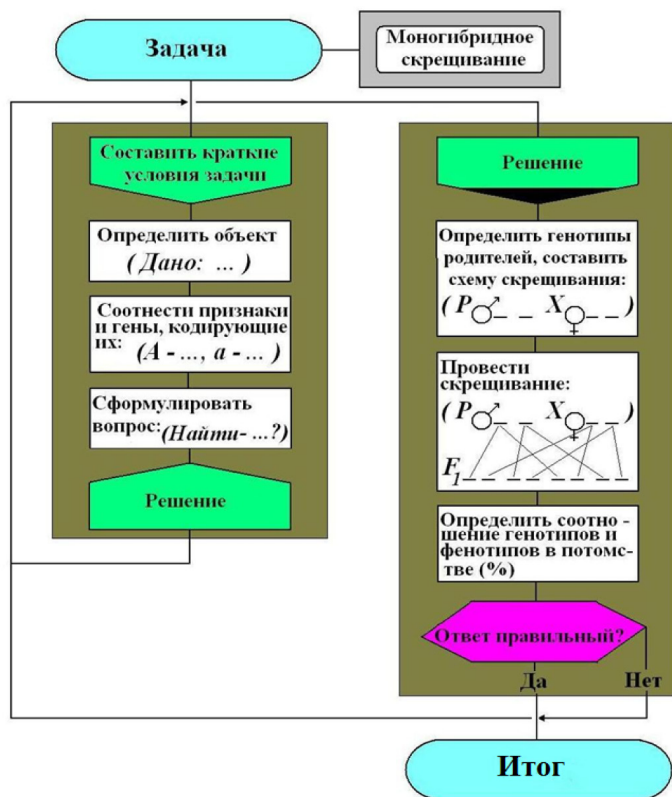 Задача
Моногибридное
скрещивание
Составить краткие
условия задачи
Определить объект
( Дано: ... )
Соотнести признаки
и гены, кодирующие
их: (А - ..., а - ... )
Сформулировать
вопрос: (Найти- ...?)
Решение
Решение
Определить генотипы
родителей, составить
схему скрещивания:
( P ♂ _ _ X ♀ _ _ )
Провести
скрещивание:
( P ♂ _ _ X ♀ _ _ )
F1 _ _ _ _ _ _ _ _
Определить соотно -
шение генотипов и
фенотипов в потомс-
тве (%)
Ответ правильный?
Да
Нет
Итог